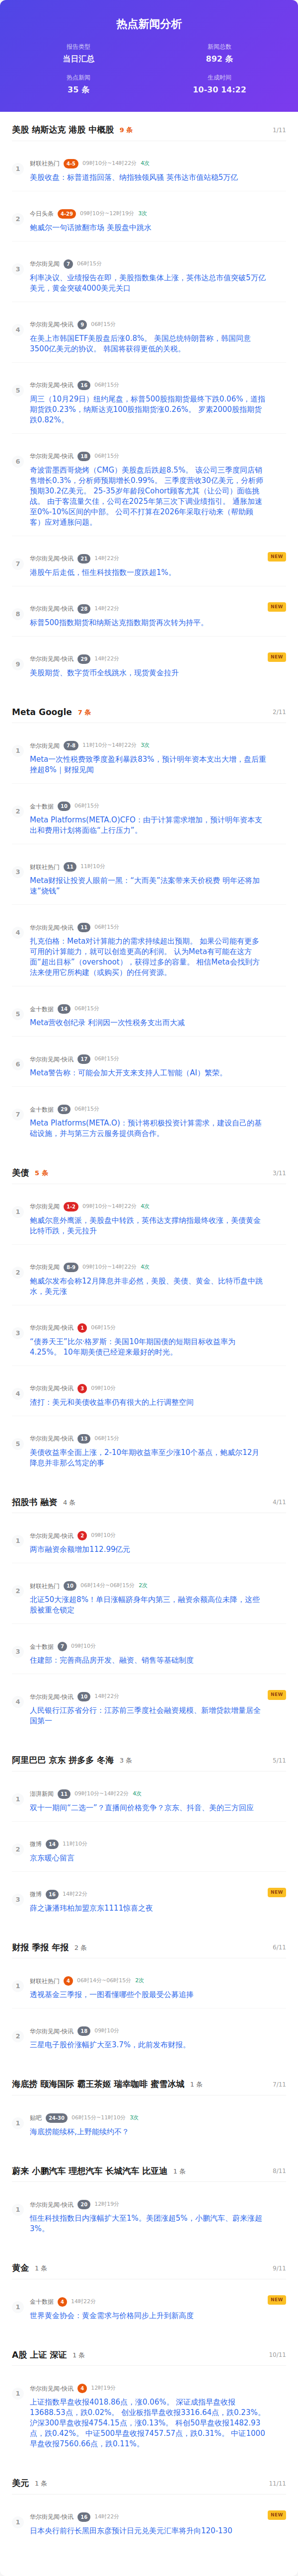 热点新闻分析
报告类型
新闻总数
当日汇总
892 条
热点新闻
生成时间
35 条
10-30 14:22
美股 纳斯达克 港股 中概股 9 条 1/11
1
财联社热门 4-5 09时10分~14时22分 4次
美股收盘：标普道指回落、纳指独领风骚 英伟达市值站稳5万亿
2
今日头条 4-29 09时10分~12时19分 3次
鲍威尔一句话掀翻市场 美股盘中跳水
3
华尔街见闻 7 06时15分
利率决议、业绩报告在即，美股指数集体上涨，英伟达总市值突破5万亿
美元，黄金突破4000美元关口
4
华尔街见闻-快讯 9 06时15分
在美上市韩国ETF美股盘后涨0.8%。 美国总统特朗普称，韩国同意
3500亿美元的协议。 韩国将获得更低的关税。
5
华尔街见闻-快讯 16 06时15分
周三（10月29日）纽约尾盘，标普500股指期货最终下跌0.06%，道指
期货跌0.23%，纳斯达克100股指期货涨0.26%。 罗素2000股指期货
跌0.82%。
6
华尔街见闻-快讯 18 06时15分
奇波雷墨西哥烧烤（CMG）美股盘后跌超8.5%。 该公司三季度同店销
售增长0.3%，分析师预期增长0.99%。 三季度营收30亿美元，分析师
预期30.2亿美元。 25-35岁年龄段Cohort顾客尤其（让公司）面临挑
战。 由于客流量欠佳，公司在2025年第三次下调业绩指引。 通胀加速
至0%-10%区间的中部。 公司不打算在2026年采取行动来（帮助顾
客）应对通胀问题。
7
华尔街见闻-快讯 21 14时22分
NEW
港股午后走低，恒生科技指数一度跌超1%。
8
华尔街见闻-快讯 28 14时22分
NEW
标普500指数期货和纳斯达克指数期货再次转为持平。
9
华尔街见闻-快讯 29 14时22分
NEW
美股期货、数字货币全线跳水，现货黄金拉升
Meta Google 7 条 2/11
1
华尔街见闻 7-8 11时10分~14时22分 3次
Meta一次性税费致季度盈利暴跌83%，预计明年资本支出大增，盘后重
挫超8%｜财报见闻
2
金十数据 10 06时15分
Meta Platforms(META.O)CFO：由于计算需求增加，预计明年资本支
出和费用计划将面临“上行压力”。
3
财联社热门 11 11时10分
Meta财报让投资人眼前一黑：“大而美”法案带来天价税费 明年还将加
速“烧钱”
4
华尔街见闻-快讯 11 06时15分
扎克伯格：Meta对计算能力的需求持续超出预期。 如果公司能有更多
可用的计算能力，就可以创造更高的利润。 认为Meta有可能在这方
面“超出目标”（overshoot），获得过多的容量。 相信Meta会找到方
法来使用它所构建（或购买）的任何资源。
5
金十数据 14 06时15分
Meta营收创纪录 利润因一次性税务支出而大减
6
华尔街见闻-快讯 17 06时15分
Meta警告称：可能会加大开支来支持人工智能（AI）繁荣。
7
金十数据 29 06时15分
Meta Platforms(META.O)：预计将积极投资计算需求，建设自己的基
础设施，并与第三方云服务提供商合作。
美债 5 条 3/11
1
华尔街见闻 1-2 09时10分~14时22分 4次
鲍威尔意外鹰派，美股盘中转跌，英伟达支撑纳指最终收涨，美债黄金
比特币跌，美元拉升
2
华尔街见闻 8-9 09时10分~14时22分 4次
鲍威尔发布会称12月降息并非必然，美股、美债、黄金、比特币盘中跳
水，美元涨
3
华尔街见闻-快讯 1 06时15分
“债券天王”比尔·格罗斯：美国10年期国债的短期目标收益率为
4.25%。 10年期美债已经迎来最好的时光。
4
华尔街见闻-快讯 3 09时10分
渣打：美元和美债收益率仍有很大的上行调整空间
5
华尔街见闻-快讯 13 06时15分
美债收益率全面上涨，2-10年期收益率至少涨10个基点，鲍威尔12月
降息并非那么笃定的事
招股书 融资 4 条 4/11
1
华尔街见闻-快讯 2 09时10分
两市融资余额增加112.99亿元
2
财联社热门 10 06时14分~06时15分 2次
北证50大涨超8%！单日涨幅跻身年内第三，融资余额高位未降，这些
股被重仓锁定
3
金十数据 7 09时10分
住建部：完善商品房开发、融资、销售等基础制度
4
华尔街见闻-快讯 10 14时22分
NEW
人民银行江苏省分行：江苏前三季度社会融资规模、新增贷款增量居全
国第一
阿里巴巴 京东 拼多多 冬海 3 条 5/11
1
澎湃新闻 11 09时10分~14时22分 4次
双十一期间“二选一”？直播间价格竞争？京东、抖音、美的三方回应
2
微博 14 11时10分
京东暖心留言
3
微博 16 14时22分
NEW
薛之谦潘玮柏加盟京东1111惊喜之夜
财报 季报 年报 2 条 6/11
1
财联社热门 4 06时14分~06时15分 2次
透视基金三季报，一图看懂哪些个股最受公募追捧
2
华尔街见闻-快讯 18 09时10分
三星电子股价涨幅扩大至3.7%，此前发布财报。
海底捞 颐海国际 霸王茶姬 瑞幸咖啡 蜜雪冰城 1 条 7/11
1
贴吧 24-30 06时15分~11时10分 3次
海底捞能续杯,上野能续约不？
蔚来 小鹏汽车 理想汽车 长城汽车 比亚迪 1 条 8/11
1
华尔街见闻-快讯 20 12时19分
恒生科技指数日内涨幅扩大至1%。美团涨超5%，小鹏汽车、蔚来涨超
3%。
黄金 1 条 9/11
1
金十数据 4 14时22分
NEW
世界黄金协会：黄金需求与价格同步上升到新高度
A股 上证 深证 1 条 10/11
1
华尔街见闻-快讯 4 12时19分
上证指数早盘收报4018.86点，涨0.06%。 深证成指早盘收报
13688.53点，跌0.02%。 创业板指早盘收报3316.64点，跌0.23%。
沪深300早盘收报4754.15点，涨0.13%。 科创50早盘收报1482.93
点，跌0.42%。 中证500早盘收报7457.57点，跌0.31%。 中证1000
早盘收报7560.66点，跌0.11%。
美元 1 条 11/11
1
华尔街见闻-快讯 16 14时22分
NEW
日本央行前行长黑田东彦预计日元兑美元汇率将升向120-130